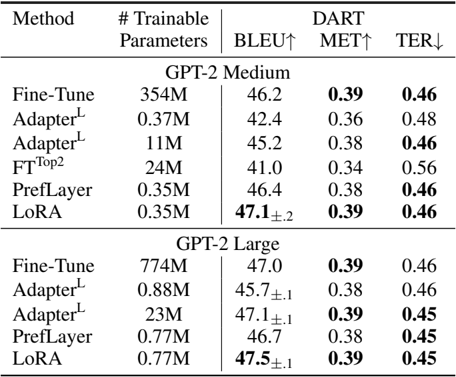 Method # Trainable DART
Parameters BLEU↑ MET↑ TER↓
GPT-2 Medium
Fine-Tune 354M 46.2 0.39 0.46
Adapter^L 0.37M 42.4 0.36 0.48
Adapter^L 11M 45.2 0.38 0.46
FT^Top2 24M 41.0 0.34 0.56
PrefLayer 0.35M 46.4 0.38 0.46
LoRA 0.35M 47.1±.2 0.39 0.46
GPT-2 Large
Fine-Tune 774M 47.0 0.39 0.46
Adapter^L 0.88M 45.7±.1 0.38 0.46
Adapter^L 23M 47.1±.1 0.39 0.45
PrefLayer 0.77M 46.7 0.38 0.45
LoRA 0.77M 47.5±.1 0.39 0.45